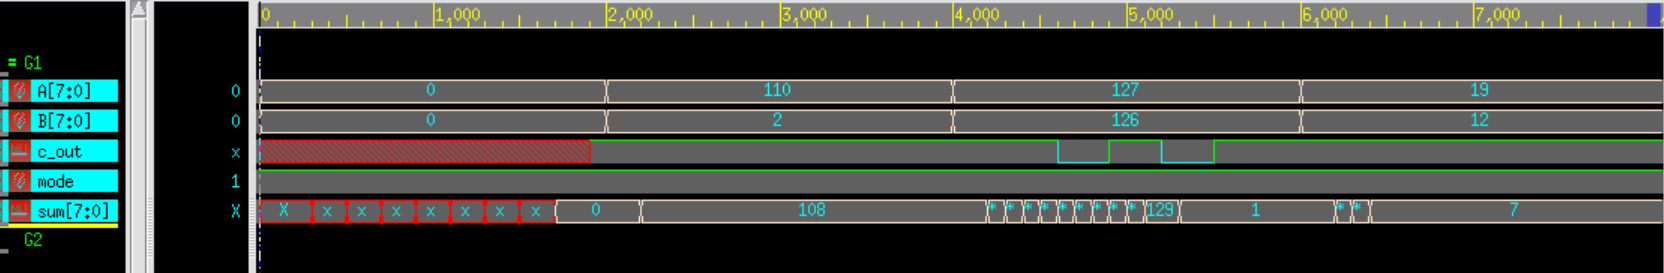 0 1,000 2,000 3,000 4,000 5,000 6,000 7,000
= G1
A[7:0] 0 0 110 127 19
B[7:0] 0 0 2 126 12
c_out x
mode 1
sum[7:0] X X x x x x x x x 0 108 * * * * * * * * * 129 1 * * 7
G2